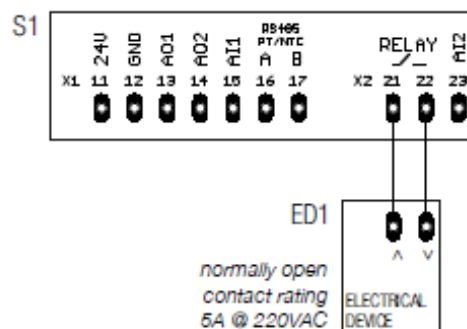 S1
24V GND AO1 AO2 AI1 RS485 PT/NTC A B RELAY AI2
X1 11 12 13 14 15 16 17 X2 21 22 23
ED1
normally open
contact rating
5A @ 220VAC
ELECTRICAL
DEVICE